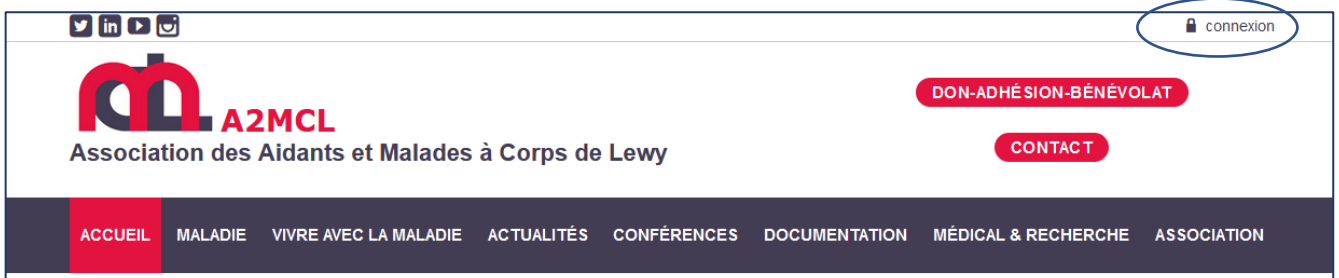 connexion
A2MCL
Association des Aidants et Malades à Corps de Lewy
DON-ADHÉSION-BÉNÉVOLAT
CONTACT
ACCUEIL MALADIE VIVRE AVEC LA MALADIE ACTUALITÉS CONFÉRENCES DOCUMENTATION MÉDICAL & RECHERCHE ASSOCIATION